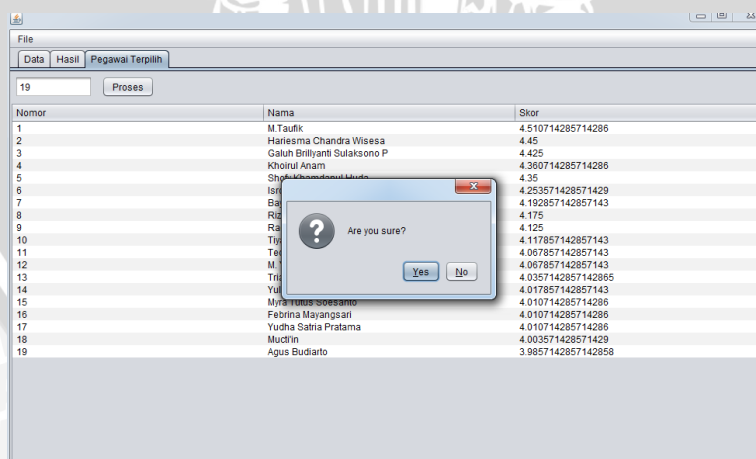 File
Data Hasil Pegawai Terpilih
19 Proses
Nomor Nama Skor
1 M.Taufik 4.510714285714286
2 Hariesma Chandra Wisesa 4.45
3 Galuh Brillyanti Sulaksono P 4.425
4 Khoirul Anam 4.360714285714286
5 4.35
6 4.253571428571429
7 4.192857142857143
8 4.175
9 4.125
10 4.117857142857143
11 4.067857142857143
12 M. 4.067857142857143
13 4.0357142857142865
14 4.017857142857143
15 Myra Tutus Soesanto 4.010714285714286
16 Febrina Mayangsari 4.010714285714286
17 Yudha Satria Pratama 4.010714285714286
18 Mucti'in 4.003571428571429
19 Agus Budiarto 3.9857142857142858
Are you sure?
Yes No